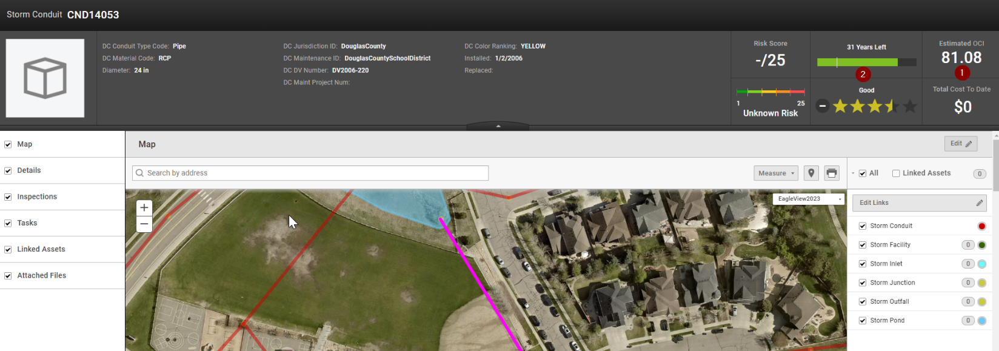 Storm Conduit CND14053
DC Conduit Type Code: Pipe
DC Material Code: RCP
Diameter: 24 in
DC Jurisdiction ID: DouglasCounty
DC Maintenance ID: DouglasCountySchoolDistrict
DC DV Number: DV2006-220
DC Maint Project Num:
DC Color Ranking: YELLOW
Installed: 1/2/2006
Replaced:
Risk Score
-/25
1 25
Unknown Risk
31 Years Left
2
Good
Estimated OCI
81.08
1
Total Cost To Date
$0
Map
Details
Inspections
Tasks
Linked Assets
Attached Files
Map
Edit
Search by address
Measure
All
Linked Assets
0
EagleView2023
Edit Links
Storm Conduit
Storm Facility 0
Storm Inlet 0
Storm Junction 0
Storm Outfall 0
Storm Pond 0